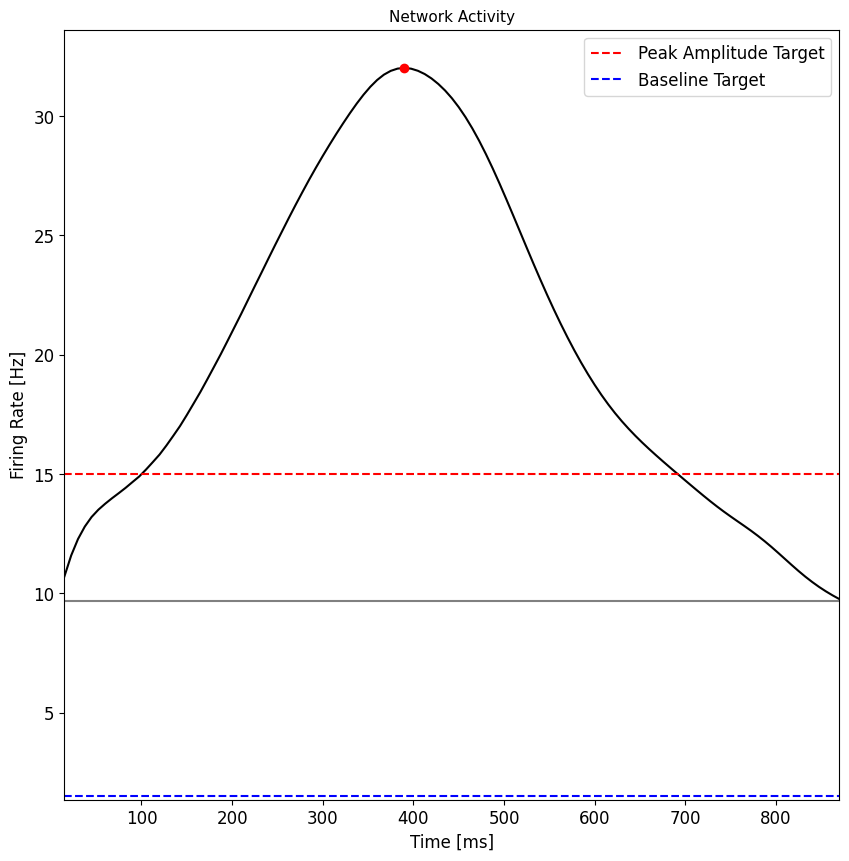 Network Activity
Peak Amplitude Target
Baseline Target
30
25
20
15
10
5
Firing Rate [Hz]
100 200 300 400 500 600 700 800
Time [ms]